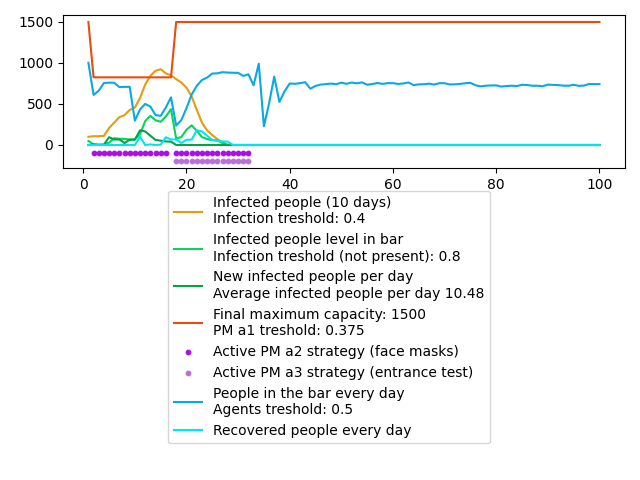 1500
1000
500
0
0 20 40 60 80 100
Infected people (10 days)
Infection treshold: 0.4
Infected people level in bar
Infection treshold (not present): 0.8
New infected people per day
Average infected people per day 10.48
Final maximum capacity: 1500
PM a1 treshold: 0.375
Active PM a2 strategy (face masks)
Active PM a3 strategy (entrance test)
People in the bar every day
Agents treshold: 0.5
Recovered people every day